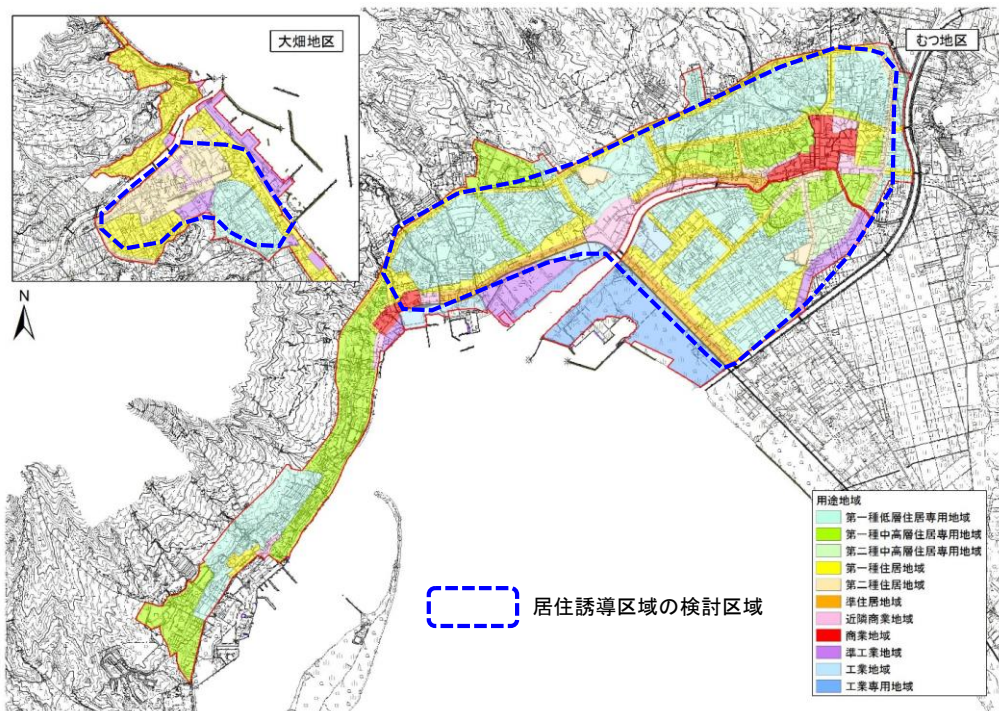 大畑地区
むつ地区
N
用途地域
第一種低層住居専用地域
第一種中高層住居専用地域
第二種中高層住居専用地域
第一種住居地域
第二種住居地域
準住居地域
近隣商業地域
商業地域
準工業地域
工業地域
工業専用地域
居住誘導区域の検討区域